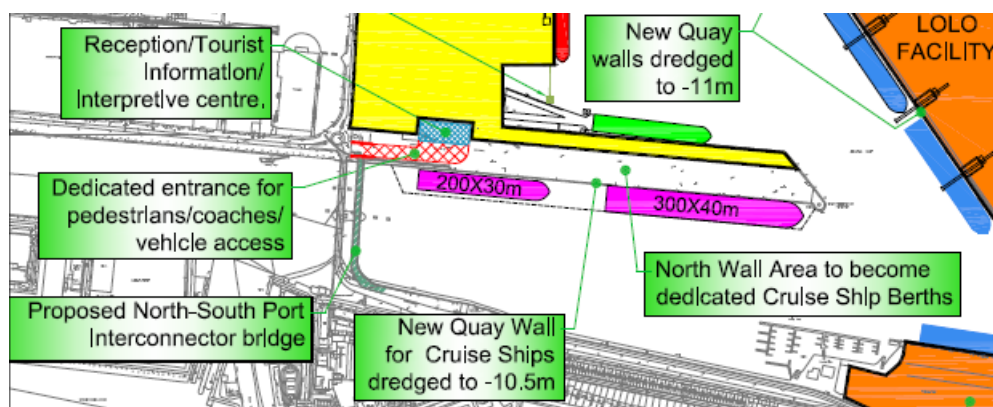 Reception/Tourist
Information/
Interpretive centre.
New Quay
walls dredged
to -11m
LOLO
FACILITY
Dedicated entrance for
pedestrians/coaches/
vehicle access
200X30m
300X40m
North Wall Area to become
dedicated Cruise Ship Berths
Proposed North-South Port
Interconnector bridge
New Quay Wall
for Cruise Ships
dredged to -10.5m